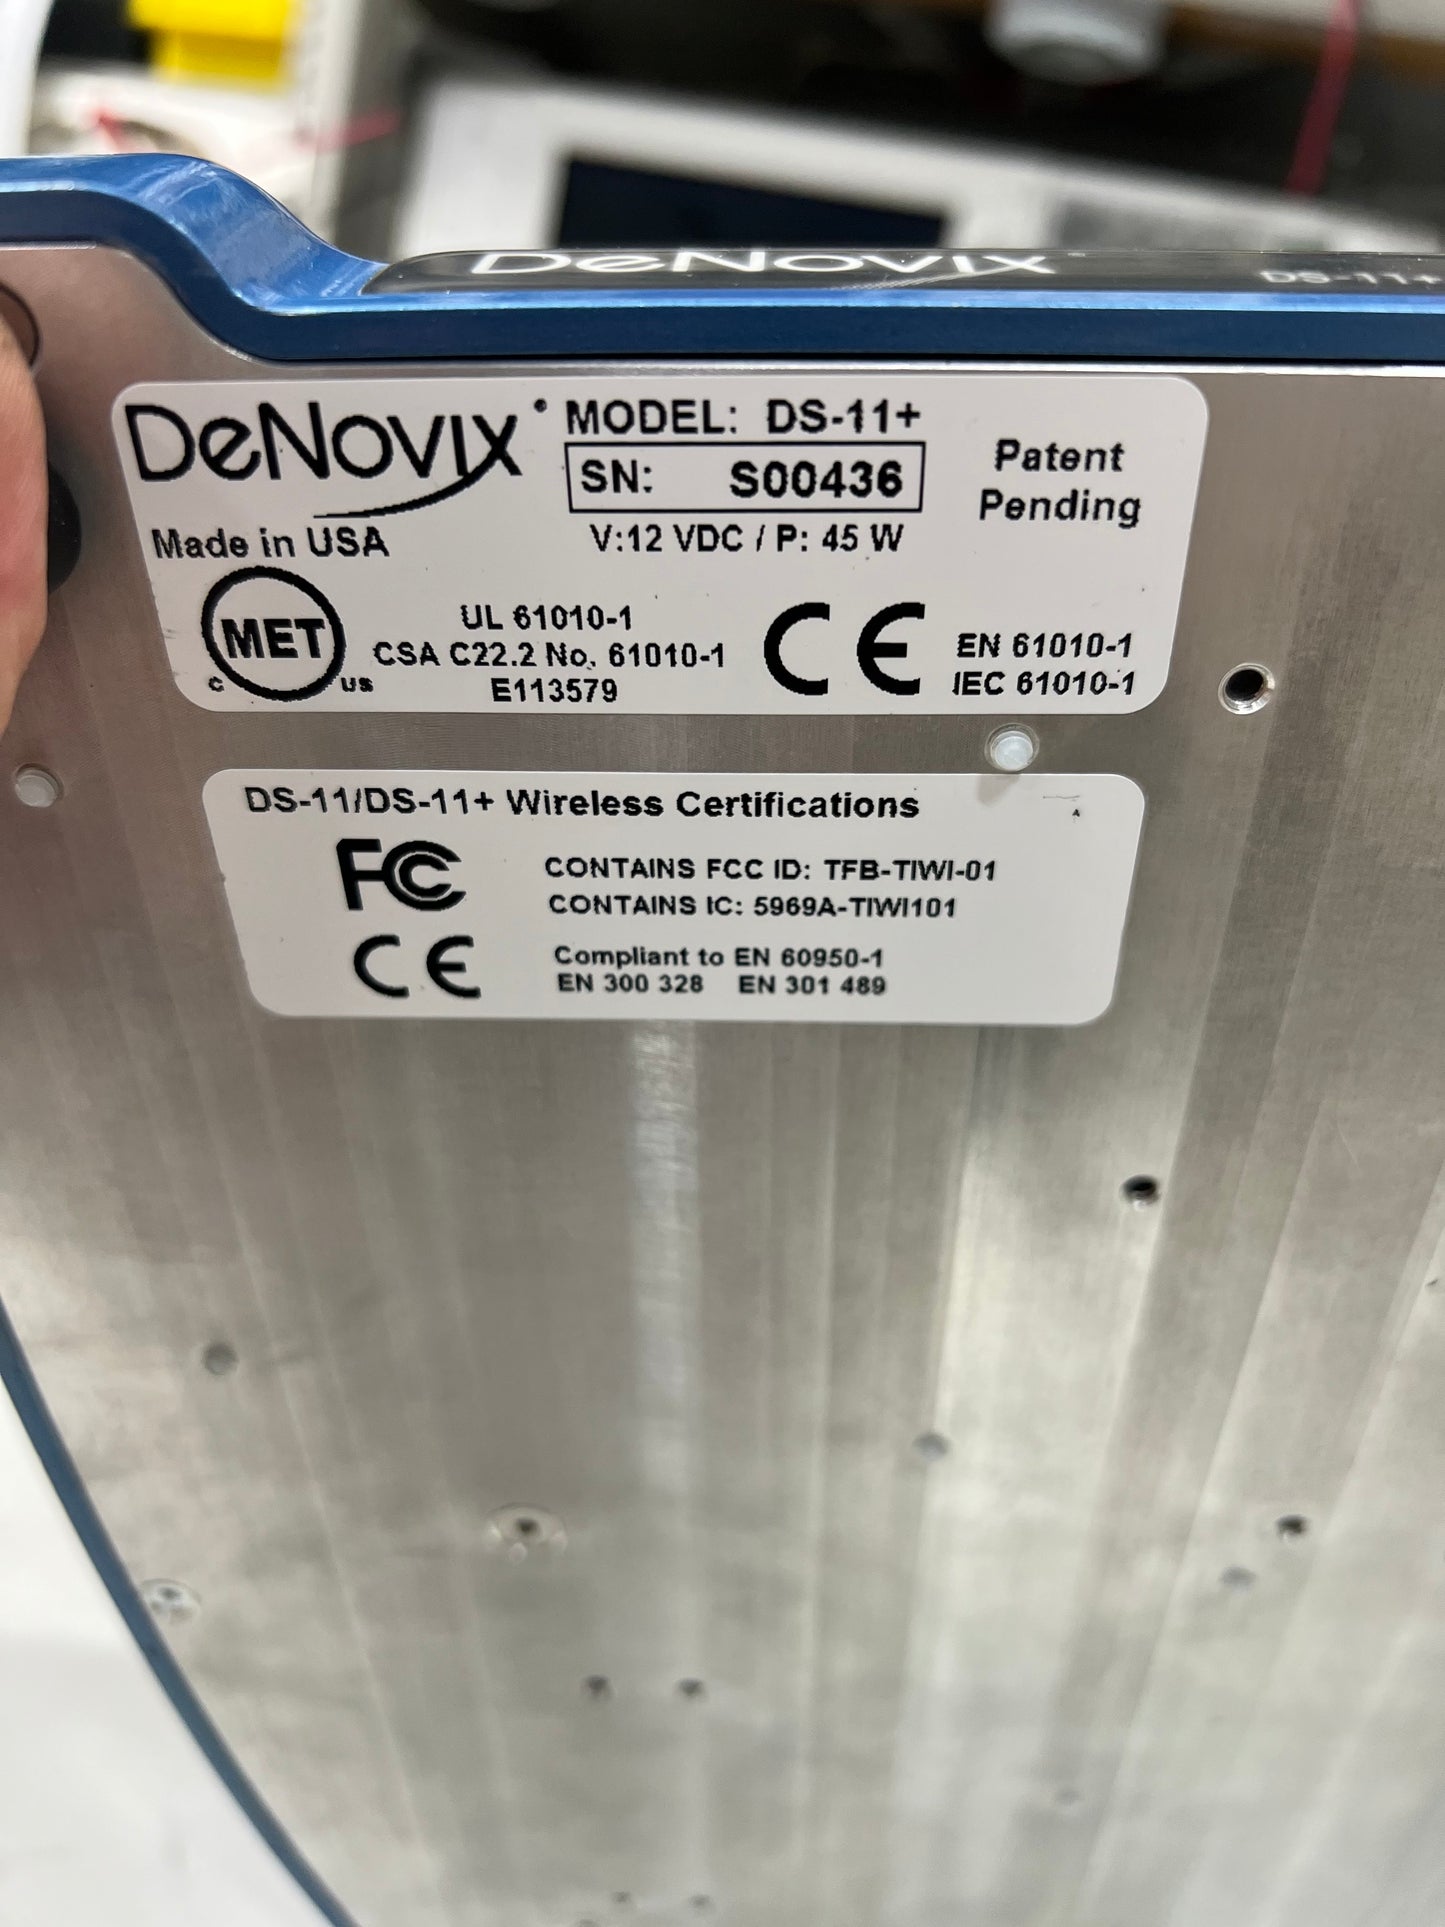 DeNovix
DS-11+
DeNovix® MODEL: DS-11+
SN: S00436
Patent
Pending
Made in USA
V:12 VDC / P: 45 W
MET
C US
UL 61010-1
CSA C22.2 No. 61010-1
E113579
CE
EN 61010-1
IEC 61010-1
DS-11/DS-11+ Wireless Certifications
FCC
CONTAINS FCC ID: TFB-TIWI-01
CONTAINS IC: 5969A-TIWI101
CE
Compliant to EN 60950-1
EN 300 328 EN 301 489